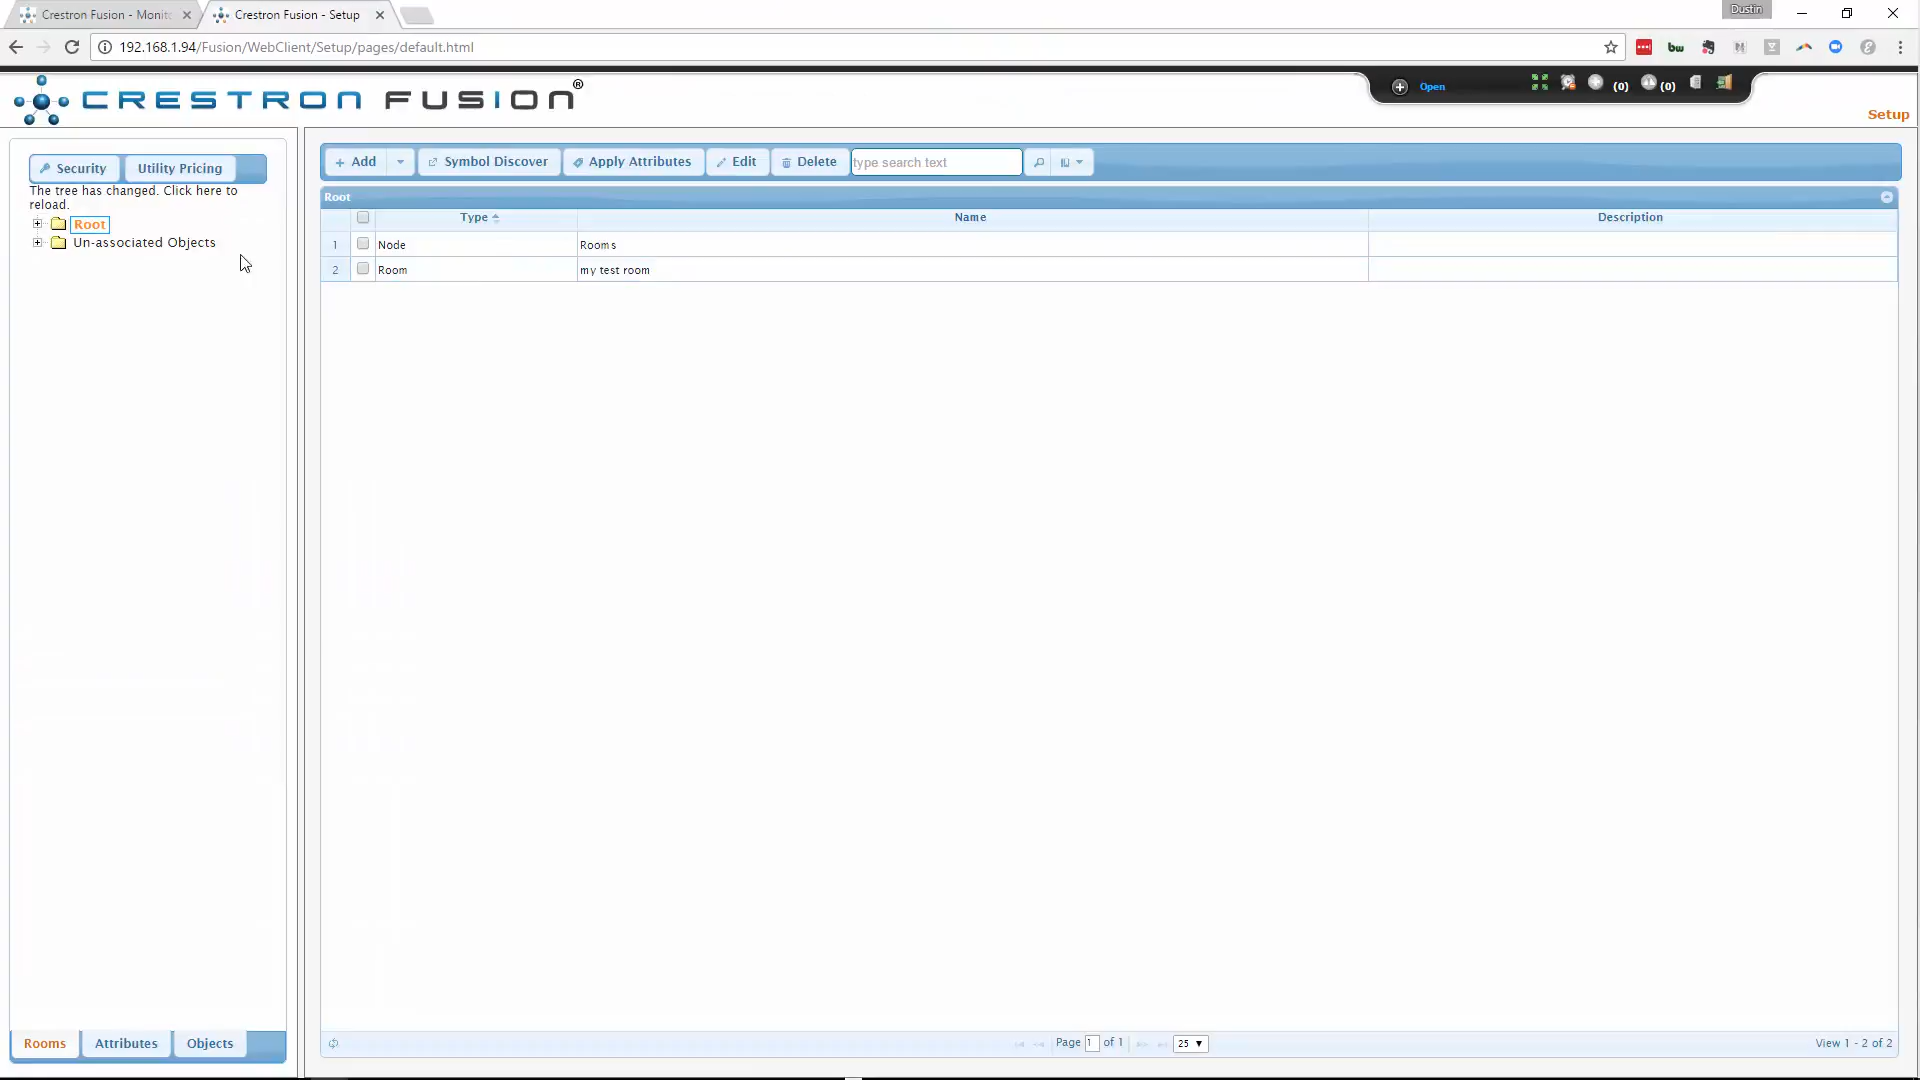 Crestron Fusion - Monito
Crestron Fusion - Setup
Dustin
192.168.1.94/Fusion/WebClient/Setup/pages/default.html
bw
CRESTRON FUSION®
Open
(0)
(0)
Setup
Security
Utility Pricing
The tree has changed. Click here to
reload.
Root
Un-associated Objects
Add
Symbol Discover
Apply Attributes
Edit
Delete
type search text
Root
Type
Name
Description
1
Node
Rooms
2
Room
my test room
Rooms
Attributes
Objects
Page 1 of 1
25
View 1 - 2 of 2